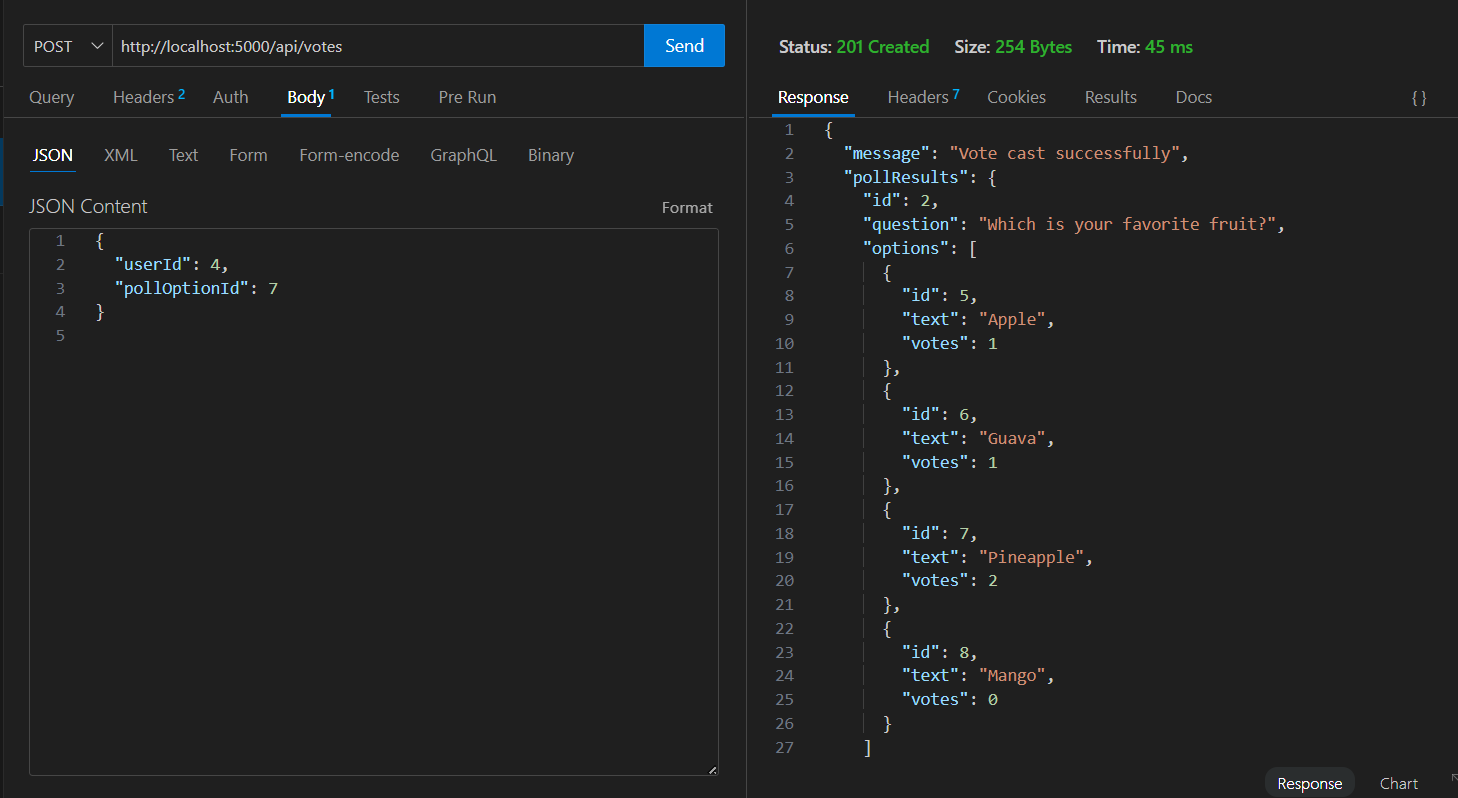 POST http://localhost:5000/api/votes Send
Query Headers 2 Auth Body 1 Tests Pre Run
JSON XML Text Form Form-encode GraphQL Binary
JSON Content Format
1 {
2 "userId": 4,
3 "pollOptionId": 7
4 }
5
Status: 201 Created Size: 254 Bytes Time: 45 ms
Response Headers 7 Cookies Results Docs { }
1 {
2 "message": "Vote cast successfully",
3 "pollResults": {
4 "id": 2,
5 "question": "Which is your favorite fruit?",
6 "options": [
7 {
8 "id": 5,
9 "text": "Apple",
10 "votes": 1
11 },
12 {
13 "id": 6,
14 "text": "Guava",
15 "votes": 1
16 },
17 {
18 "id": 7,
19 "text": "Pineapple",
20 "votes": 2
21 },
22 {
23 "id": 8,
24 "text": "Mango",
25 "votes": 0
26 }
27 ]
Response Chart